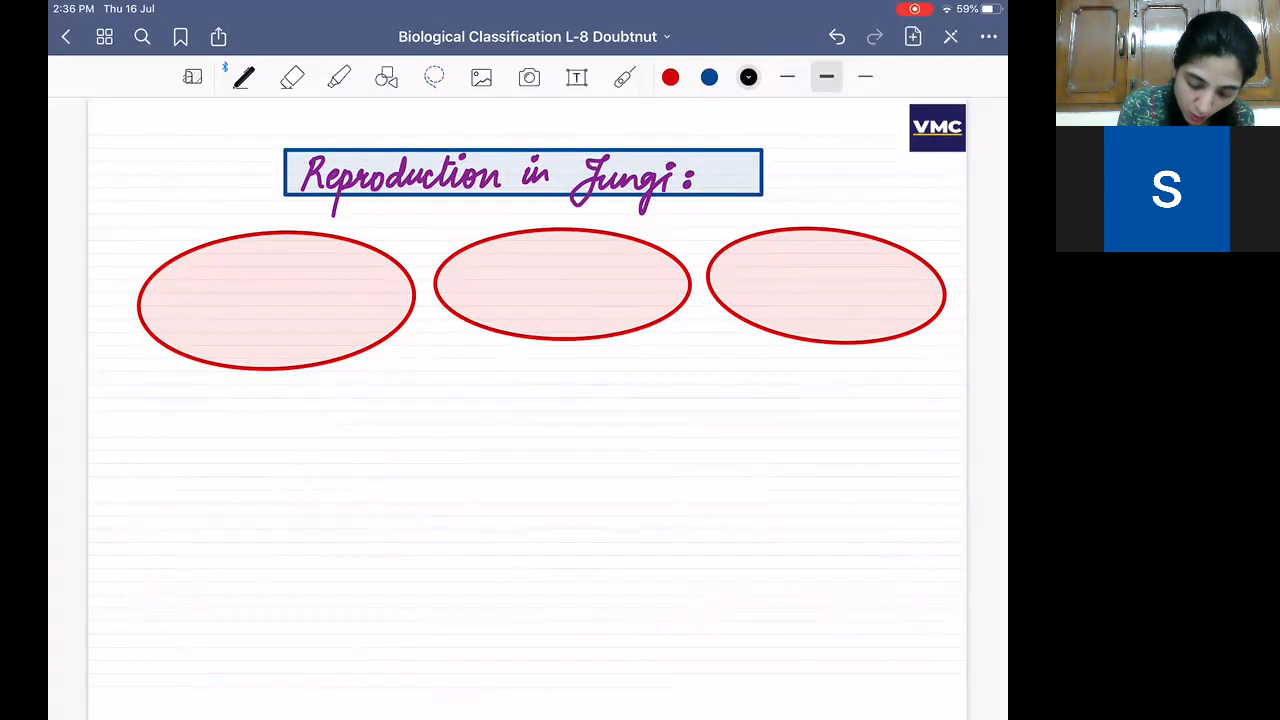 2:36 PM Thu 16 Jul
59%
Biological Classification L-8 Doubtnut
T
VMC
Reproduction in Fungi:
S